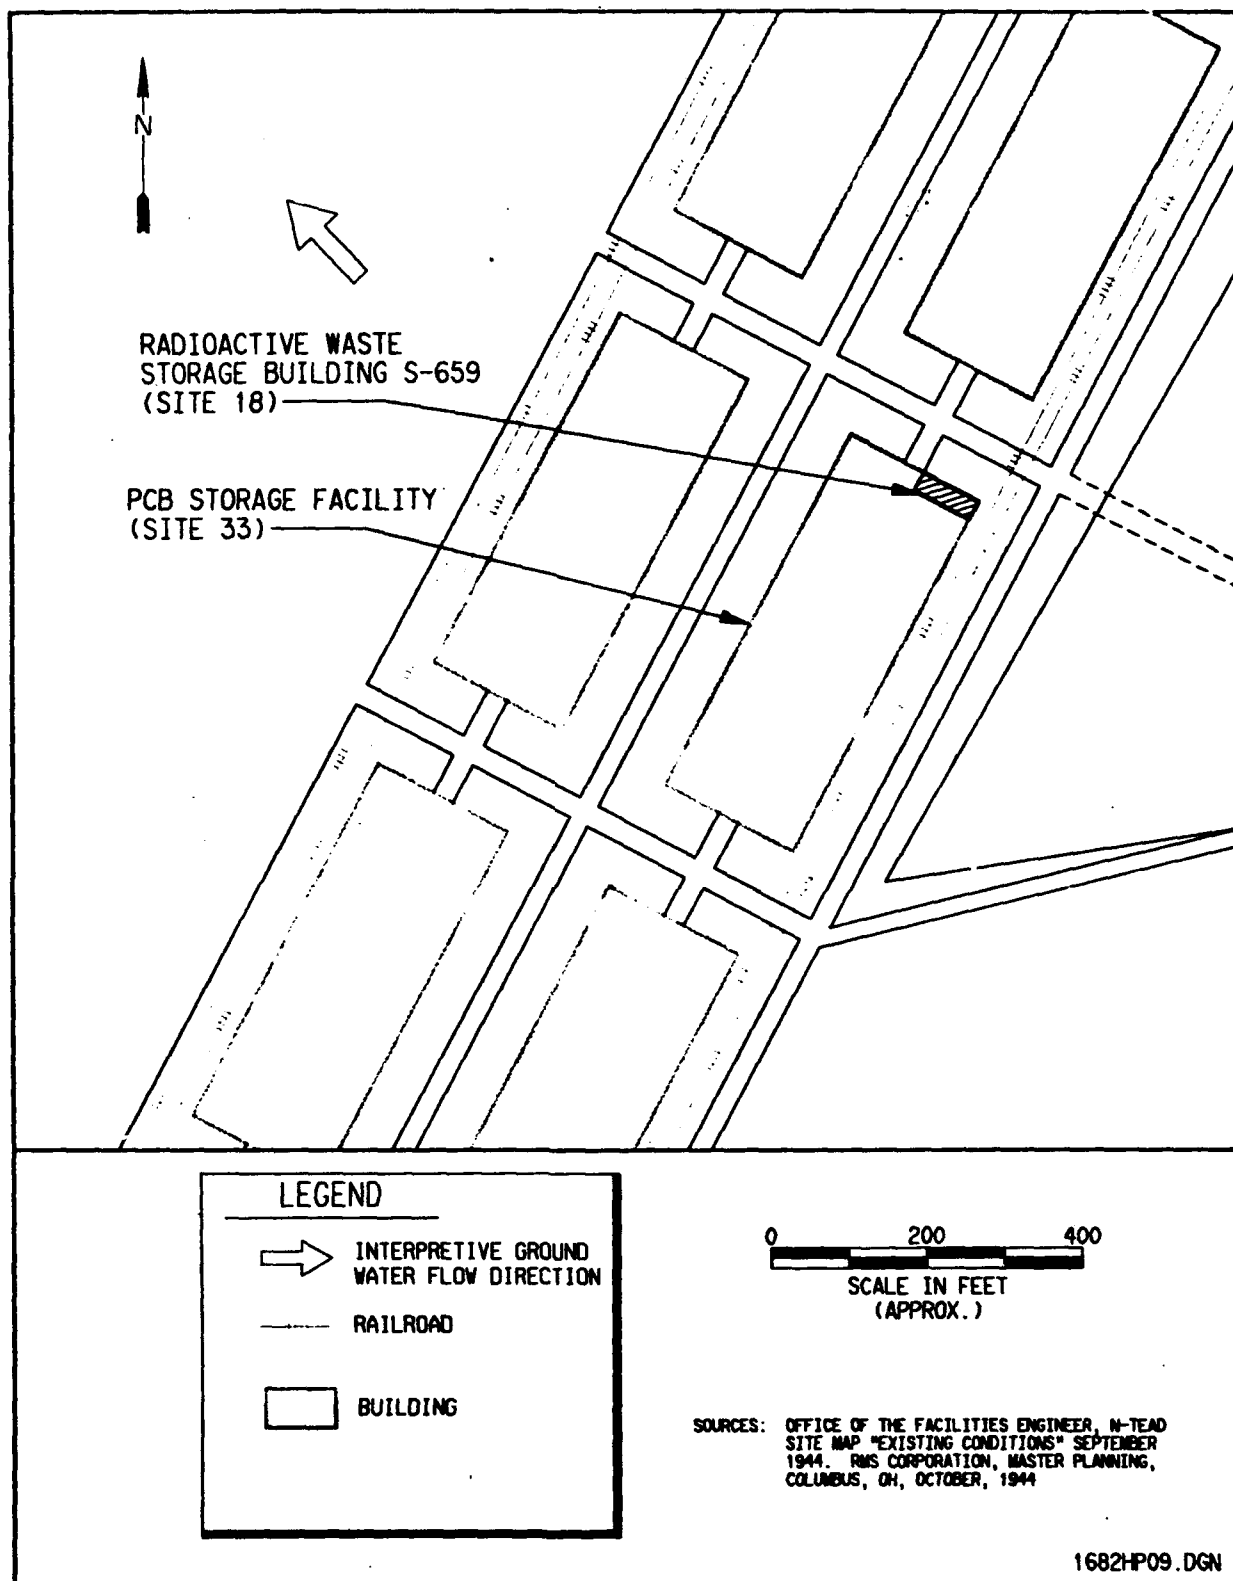 N
RADIOACTIVE WASTE
STORAGE BUILDING S-659
(SITE 18)
PCB STORAGE FACILITY
(SITE 33)
LEGEND
INTERPRETIVE GROUND
WATER FLOW DIRECTION
RAILROAD
BUILDING
0 200 400
SCALE IN FEET
(APPROX.)
SOURCES: OFFICE OF THE FACILITIES ENGINEER, N-TEAD
SITE MAP "EXISTING CONDITIONS" SEPTEMBER
1944. RMS CORPORATION, MASTER PLANNING,
COLUMBUS, OH, OCTOBER, 1944
1682HP09.DGN